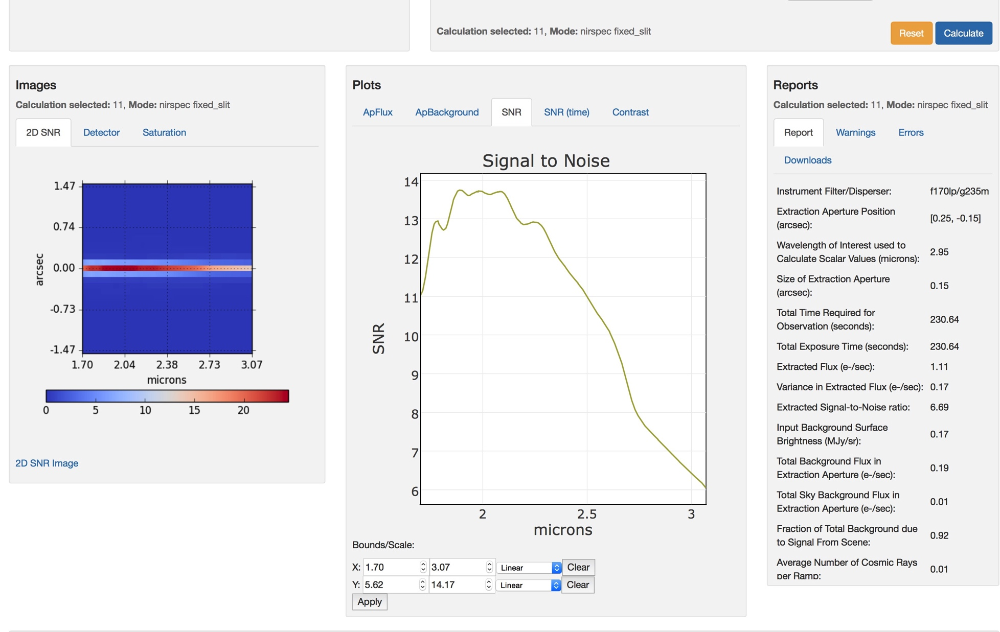 Calculation selected: 11, Mode: nirspec fixed_slit
Reset
Calculate
Images
Calculation selected: 11, Mode: nirspec fixed_slit
2D SNR
Detector
Saturation
1.47
0.74
0.00
-0.73
-1.47
arcsec
1.70 2.04 2.38 2.73 3.07
microns
0 5 10 15 20
2D SNR Image
Plots
ApFlux
ApBackground
SNR
SNR (time)
Contrast
Signal to Noise
14
13
12
11
10
9
8
7
6
SNR
2 2.5 3
microns
Bounds/Scale:
X: 1.70 3.07 Linear Clear
Y: 5.62 14.17 Linear Clear
Apply
Reports
Calculation selected: 11, Mode: nirspec fixed_slit
Report
Warnings
Errors
Downloads
Instrument Filter/Disperser: f170lp/g235m
Extraction Aperture Position
(arcsec): [0.25, -0.15]
Wavelength of Interest used to
Calculate Scalar Values (microns): 2.95
Size of Extraction Aperture
(arcsec): 0.15
Total Time Required for
Observation (seconds): 230.64
Total Exposure Time (seconds): 230.64
Extracted Flux (e-/sec): 1.11
Variance in Extracted Flux (e-/sec): 0.17
Extracted Signal-to-Noise ratio: 6.69
Input Background Surface
Brightness (MJy/sr): 0.17
Total Background Flux in
Extraction Aperture (e-/sec): 0.19
Total Sky Background Flux in
Extraction Aperture (e-/sec): 0.01
Fraction of Total Background due
to Signal From Scene: 0.92
Average Number of Cosmic Rays
per Ramp: 0.01